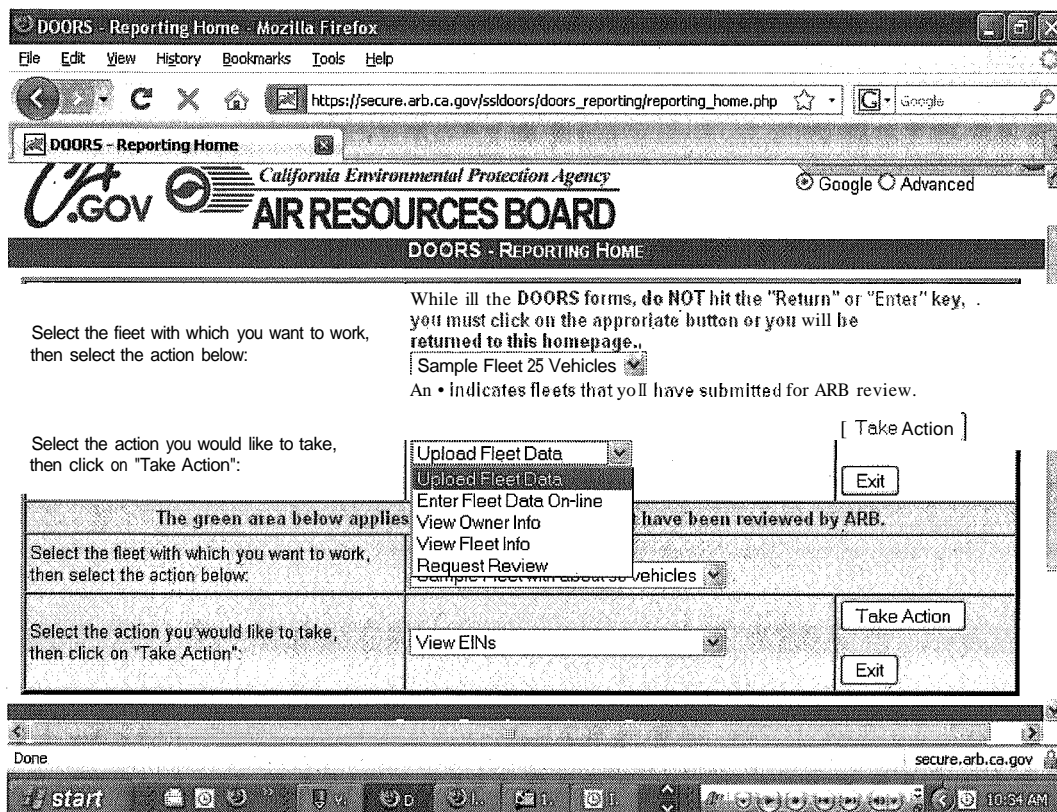 DOORS - Reporting Home - Mozilla Firefox
File Edit View History Bookmarks Tools Help
https://secure.arb.ca.gov/ssldoors/doors_reporting/reporting_home.php
G Google
DOORS - Reporting Home
CA.GOV
California Environmental Protection Agency
AIR RESOURCES BOARD
Google Advanced
DOORS - REPORTING HOME
Select the fieet with which you want to work,
then select the action below:
While ill the DOORS forms, do NOT hit the "Return" or "Enter" key, .
you must click on the approriate button or you will he
returned to this homepage..
Sample Fleet 25 Vehicles
An • indicates fleets that yoll have submitted for ARB review.
Select the action you would like to take,
then click on "Take Action":
Upload Fleet Data
[ Take Action ]
Exit
Upload Fleet Data
Enter Fleet Data On-line
View Owner Info
View Fleet Info
Request Review
The green area below applies
have been reviewed by ARB.
Select the fleet with which you want to work,
then select the action below:
vehicles
Select the action you would like to take,
then click on "Take Action":
View EINs
Take Action
Exit
Done
secure.arb.ca.gov
start
10:34 AM